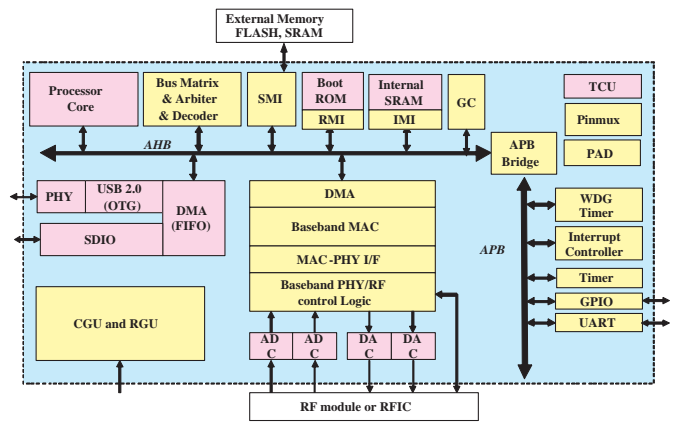 External Memory
FLASH, SRAM
Processor
Core
Bus Matrix
& Arbiter
& Decoder
SMI
Boot
ROM
RMI
Internal
SRAM
IMI
GC
TCU
Pinmux
PAD
AHB
APB
Bridge
PHY
USB 2.0
(OTG)
DMA
(FIFO)
SDIO
DMA
Baseband MAC
MAC-PHY I/F
Baseband PHY/RF
control Logic
APB
WDG
Timer
Interrupt
Controller
Timer
GPIO
UART
CGU and RGU
AD
C
AD
C
DA
C
DA
C
RF module or RFIC